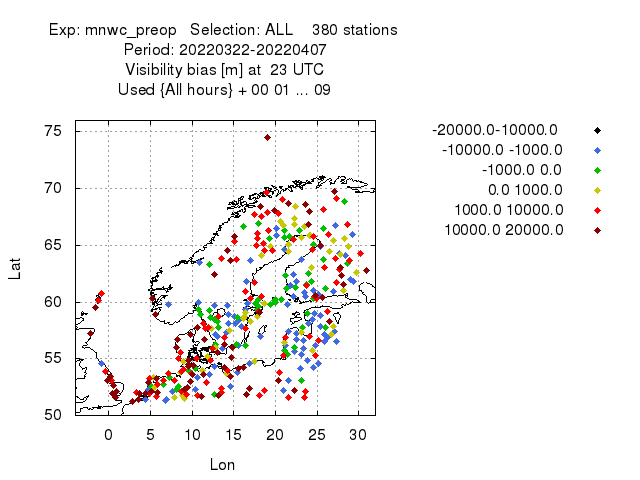 Exp: mnwc_preop Selection: ALL 380 stations
Period: 20220322-20220407
Visibility bias [m] at 23 UTC
Used {All hours} + 00 01 ... 09
-20000.0-10000.0
-10000.0 -1000.0
-1000.0 0.0
0.0 1000.0
1000.0 10000.0
10000.0 20000.0
75
70
65
60
55
50
Lat
0 5 10 15 20 25 30
Lon